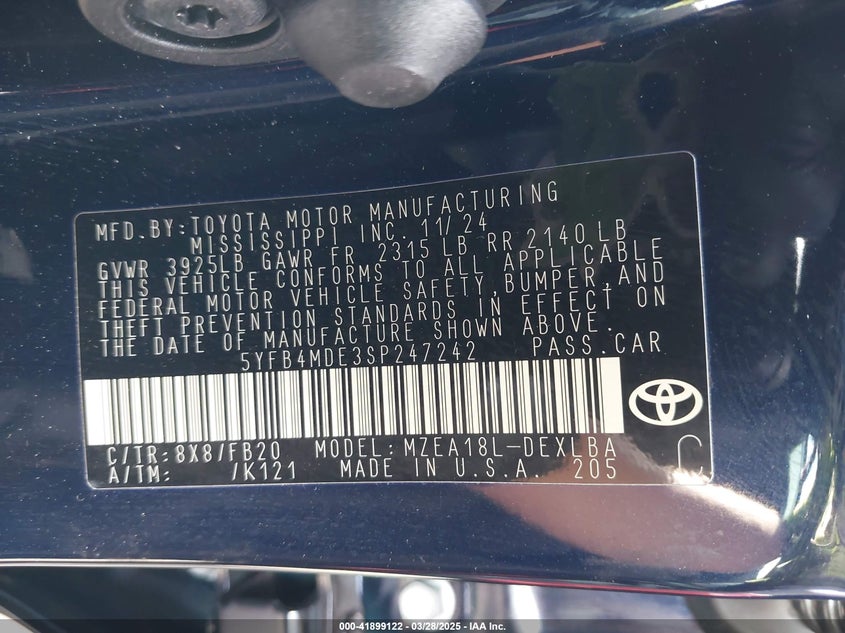 MFD.BY:TOYOTA MOTOR MANUFACTURING
MISSISSIPPI INC. 11/24
GVWR 3925LB GAWR FR 2315 LB RR 2140 LB
THIS VEHICLE CONFORMS TO ALL APPLICABLE
FEDERAL MOTOR VEHICLE SAFETY,BUMPER,AND
THEFT PREVENTION STANDARDS IN EFFECT ON
THE DATE OF MANUFACTURE SHOWN ABOVE.
5YFB4MDE3SP247242 PASS.CAR
C/TR:8X8/FB20 MODEL:MZEA18L-DEXLBA
A/TM: /K121 MADE IN U.S.A. 205
C
000-41899122 - 03/28/2025 - IAA Inc.